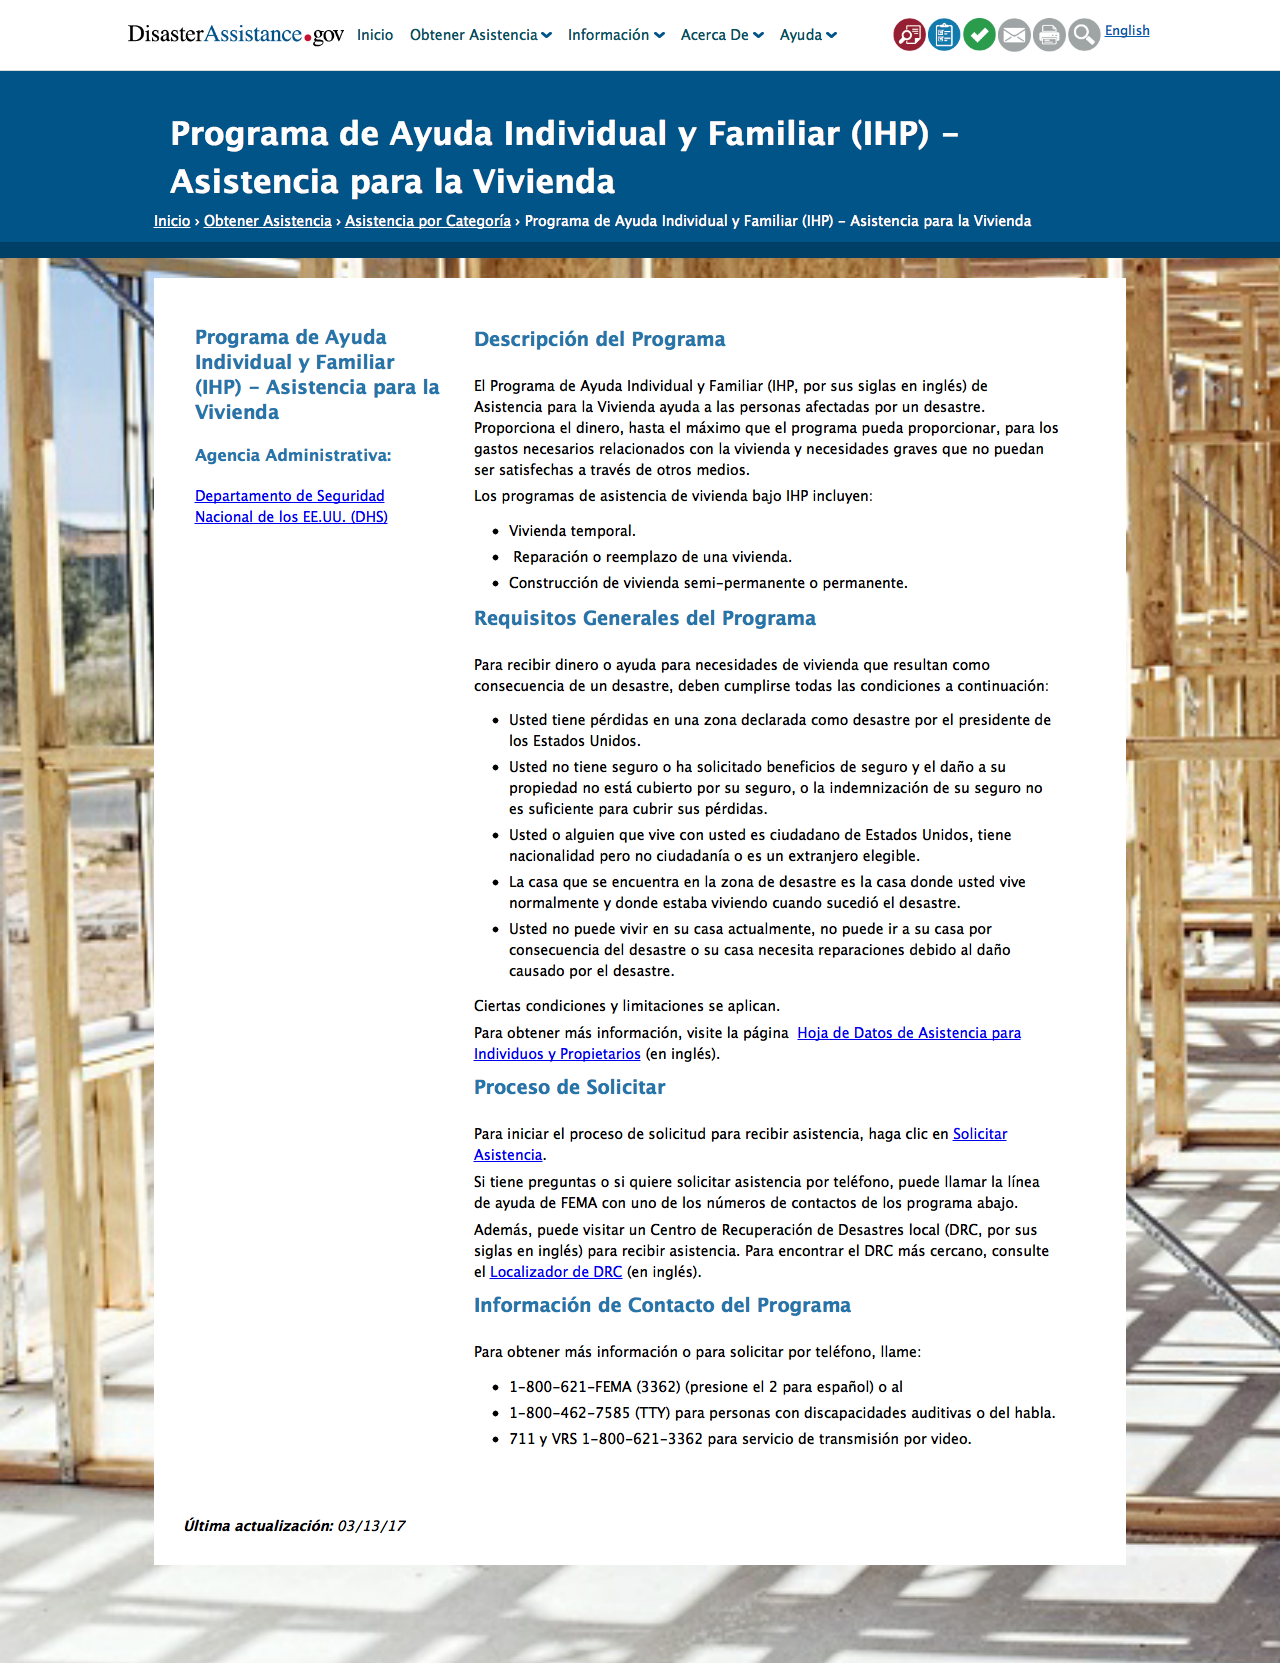 DisasterAssistance.gov Inicio Obtener Asistencia Información Acerca De Ayuda English
Programa de Ayuda Individual y Familiar (IHP) –
Asistencia para la Vivienda
Inicio › Obtener Asistencia › Asistencia por Categoría › Programa de Ayuda Individual y Familiar (IHP) – Asistencia para la Vivienda
Programa de Ayuda
Individual y Familiar
(IHP) – Asistencia para la
Vivienda
Agencia Administrativa:
Departamento de Seguridad
Nacional de los EE.UU. (DHS)
Descripción del Programa
El Programa de Ayuda Individual y Familiar (IHP, por sus siglas en inglés) de
Asistencia para la Vivienda ayuda a las personas afectadas por un desastre.
Proporciona el dinero, hasta el máximo que el programa pueda proporcionar, para los
gastos necesarios relacionados con la vivienda y necesidades graves que no puedan
ser satisfechas a través de otros medios.
Los programas de asistencia de vivienda bajo IHP incluyen:
• Vivienda temporal.
• Reparación o reemplazo de una vivienda.
• Construcción de vivienda semi-permanente o permanente.
Requisitos Generales del Programa
Para recibir dinero o ayuda para necesidades de vivienda que resultan como
consecuencia de un desastre, deben cumplirse todas las condiciones a continuación:
• Usted tiene pérdidas en una zona declarada como desastre por el presidente de
los Estados Unidos.
• Usted no tiene seguro o ha solicitado beneficios de seguro y el daño a su
propiedad no está cubierto por su seguro, o la indemnización de su seguro no
es suficiente para cubrir sus pérdidas.
• Usted o alguien que vive con usted es ciudadano de Estados Unidos, tiene
nacionalidad pero no ciudadanía o es un extranjero elegible.
• La casa que se encuentra en la zona de desastre es la casa donde usted vive
normalmente y donde estaba viviendo cuando sucedió el desastre.
• Usted no puede vivir en su casa actualmente, no puede ir a su casa por
consecuencia del desastre o su casa necesita reparaciones debido al daño
causado por el desastre.
Ciertas condiciones y limitaciones se aplican.
Para obtener más información, visite la página Hoja de Datos de Asistencia para
Individuos y Propietarios (en inglés).
Proceso de Solicitar
Para iniciar el proceso de solicitud para recibir asistencia, haga clic en Solicitar
Asistencia.
Si tiene preguntas o si quiere solicitar asistencia por teléfono, puede llamar la línea
de ayuda de FEMA con uno de los números de contactos de los programa abajo.
Además, puede visitar un Centro de Recuperación de Desastres local (DRC, por sus
siglas en inglés) para recibir asistencia. Para encontrar el DRC más cercano, consulte
el Localizador de DRC (en inglés).
Información de Contacto del Programa
Para obtener más información o para solicitar por teléfono, llame:
• 1-800-621-FEMA (3362) (presione el 2 para español) o al
• 1-800-462-7585 (TTY) para personas con discapacidades auditivas o del habla.
• 711 y VRS 1-800-621-3362 para servicio de transmisión por video.
Última actualización: 03/13/17